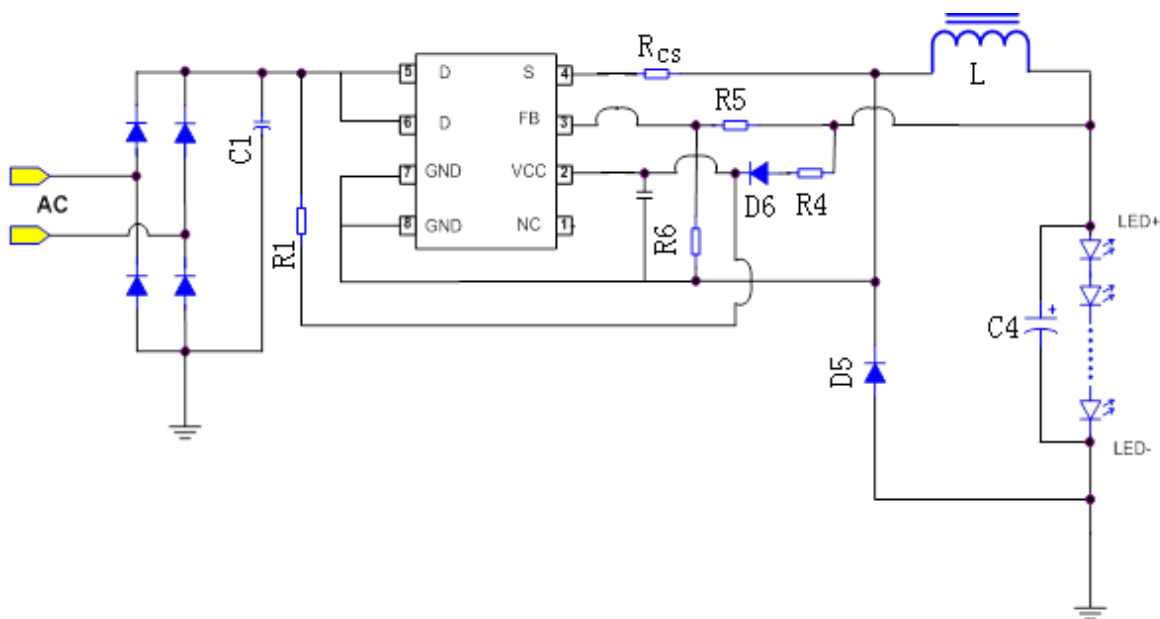 AC
C1
R1
5 D S 4
6 D FB 3
7 GND VCC 2
8 GND NC 1
RCS
L
R5
D6 R4
R6
D5
C4
+
LED+
LED-